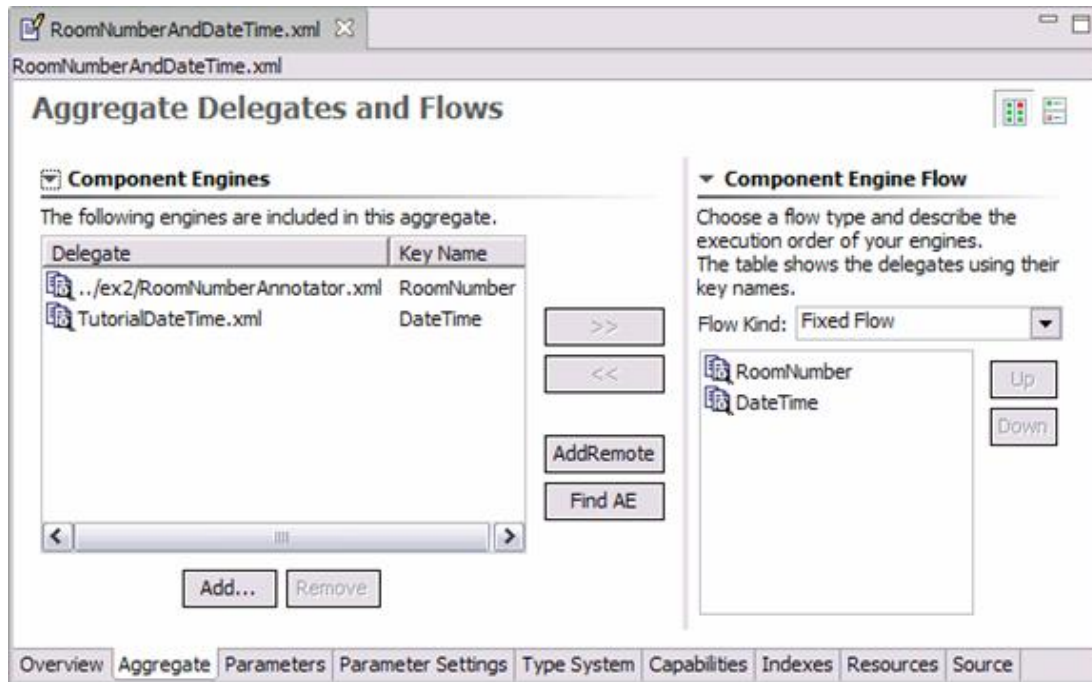 RoomNumberAndDateTime.xml
RoomNumberAndDateTime.xml
Aggregate Delegates and Flows
Component Engines
The following engines are included in this aggregate.
Delegate Key Name
../ex2/RoomNumberAnnotator.xml RoomNumber
TutorialDateTime.xml DateTime
>>
<<
AddRemote
Find AE
Add... Remove
Component Engine Flow
Choose a flow type and describe the
execution order of your engines.
The table shows the delegates using their
key names.
Flow Kind: Fixed Flow
RoomNumber
DateTime
Up
Down
Overview Aggregate Parameters Parameter Settings Type System Capabilities Indexes Resources Source